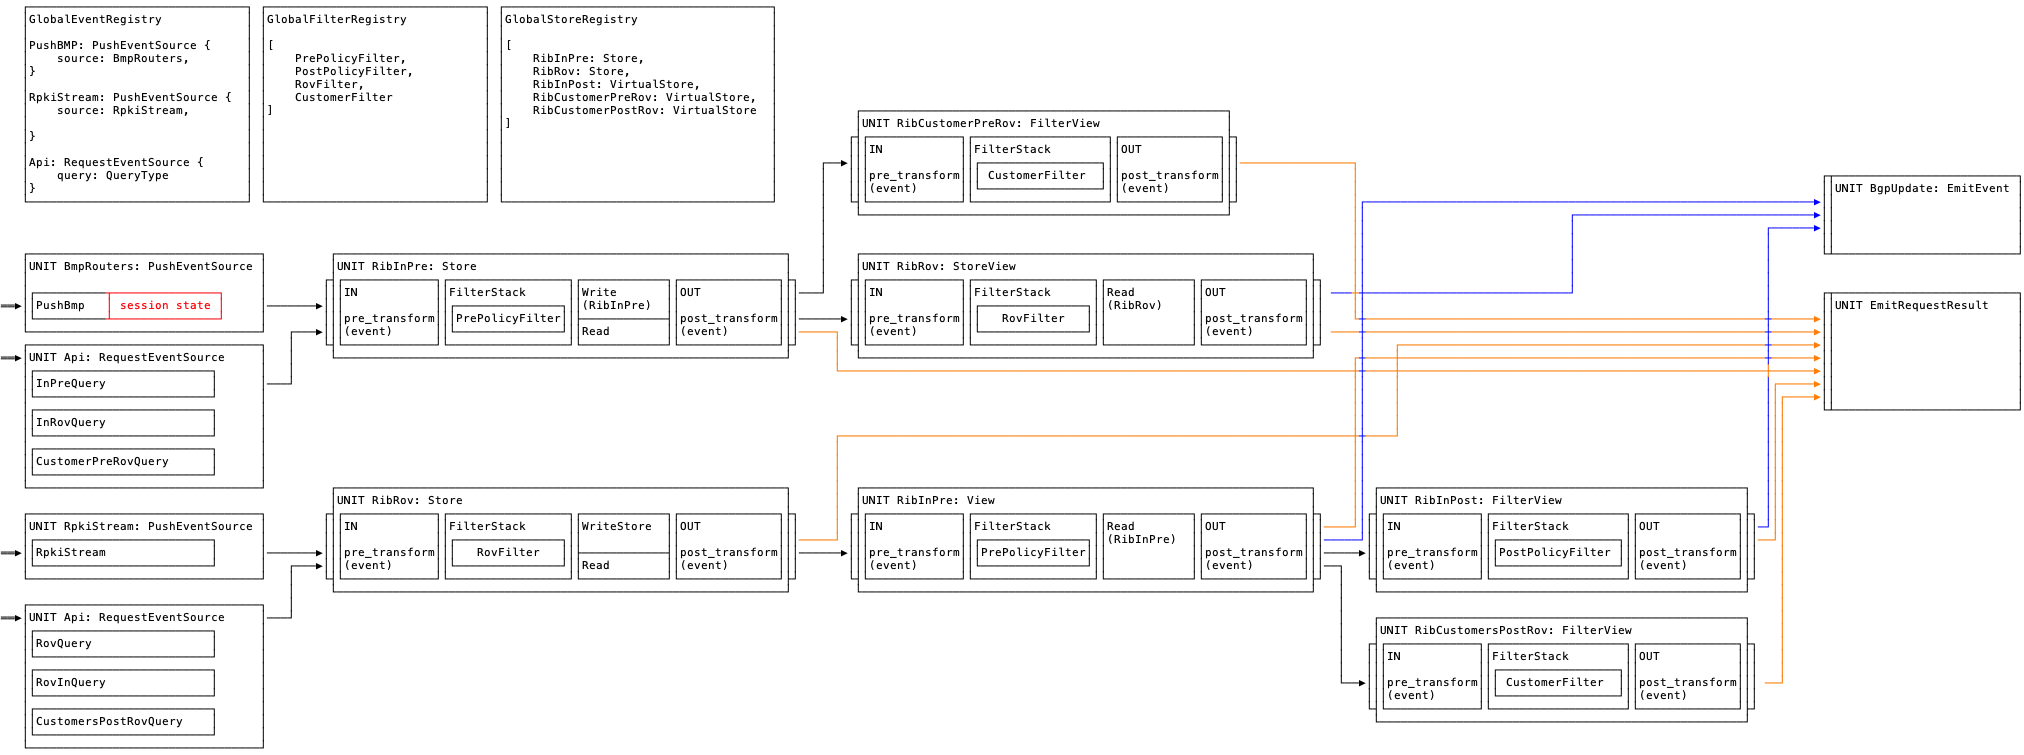 GlobalEventRegistry
PushBMP: PushEventSource {
source: BmpRouters,
}
RpkiStream: PushEventSource {
source: RpkiStream,
}
Api: RequestEventSource {
query: QueryType
}
GlobalFilterRegistry
[
PrePolicyFilter,
PostPolicyFilter,
RovFilter,
CustomerFilter
]
GlobalStoreRegistry
[
RibInPre: Store,
RibRov: Store,
RibInPost: VirtualStore,
RibCustomerPreRov: VirtualStore,
RibCustomerPostRov: VirtualStore
]
UNIT RibCustomerPreRov: FilterView
IN
pre_transform
(event)
FilterStack
CustomerFilter
OUT
post_transform
(event)
UNIT BgpUpdate: EmitEvent
UNIT BmpRouters: PushEventSource
PushBmp
session state
UNIT RibInPre: Store
IN
pre_transform
(event)
FilterStack
PrePolicyFilter
Write
(RibInPre)
Read
OUT
post_transform
(event)
UNIT RibRov: StoreView
IN
pre_transform
(event)
FilterStack
RovFilter
Read
(RibRov)
OUT
post_transform
(event)
UNIT EmitRequestResult
UNIT Api: RequestEventSource
InPreQuery
InRovQuery
CustomerPreRovQuery
UNIT RpkiStream: PushEventSource
RpkiStream
UNIT RibRov: Store
IN
pre_transform
(event)
FilterStack
RovFilter
WriteStore
Read
OUT
post_transform
(event)
UNIT RibInPre: View
IN
pre_transform
(event)
FilterStack
PrePolicyFilter
Read
(RibInPre)
OUT
post_transform
(event)
UNIT RibInPost: FilterView
IN
pre_transform
(event)
FilterStack
PostPolicyFilter
OUT
post_transform
(event)
UNIT Api: RequestEventSource
RovQuery
RovInQuery
CustomersPostRovQuery
UNIT RibCustomersPostRov: FilterView
IN
pre_transform
(event)
FilterStack
CustomerFilter
OUT
post_transform
(event)